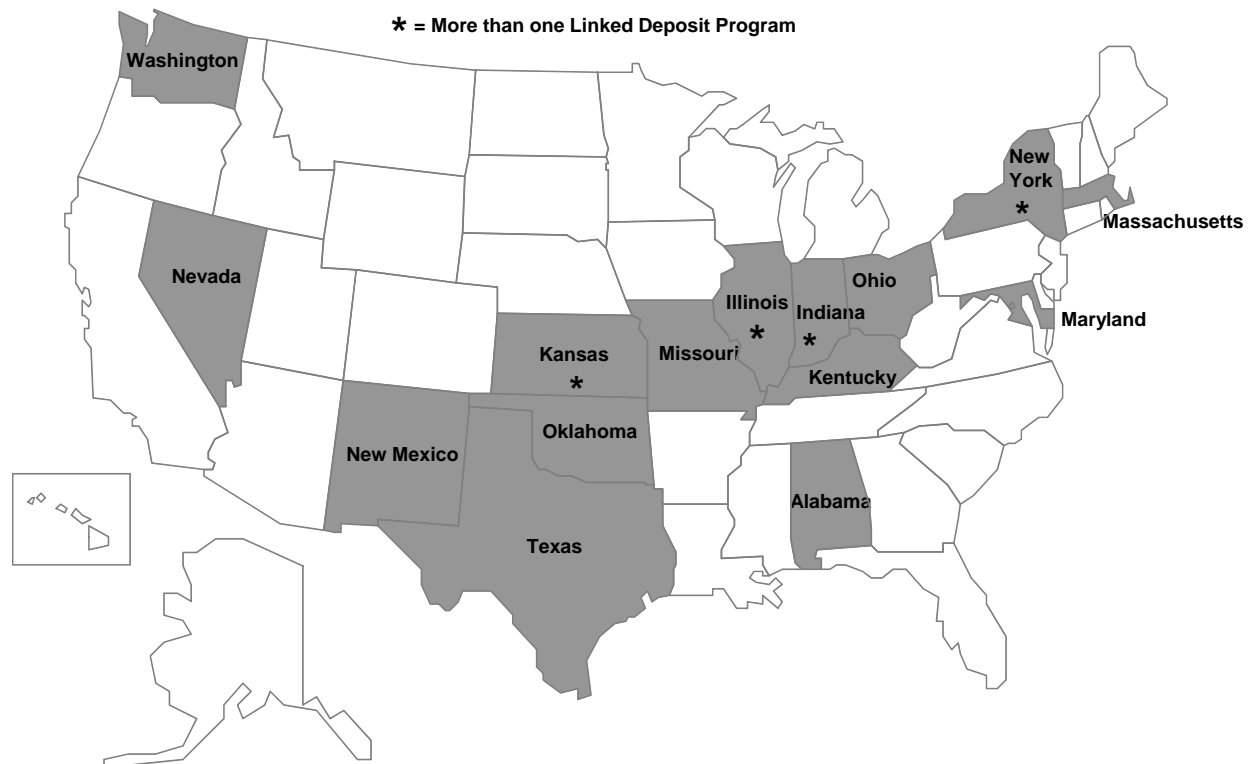 * = More than one Linked Deposit Program
Washington
New
York
*
Massachusetts
Nevada
Ohio
Illinois
*
Indiana
*
Maryland
Kansas
*
Missouri
Kentucky
Oklahoma
New Mexico
Alabama
Texas